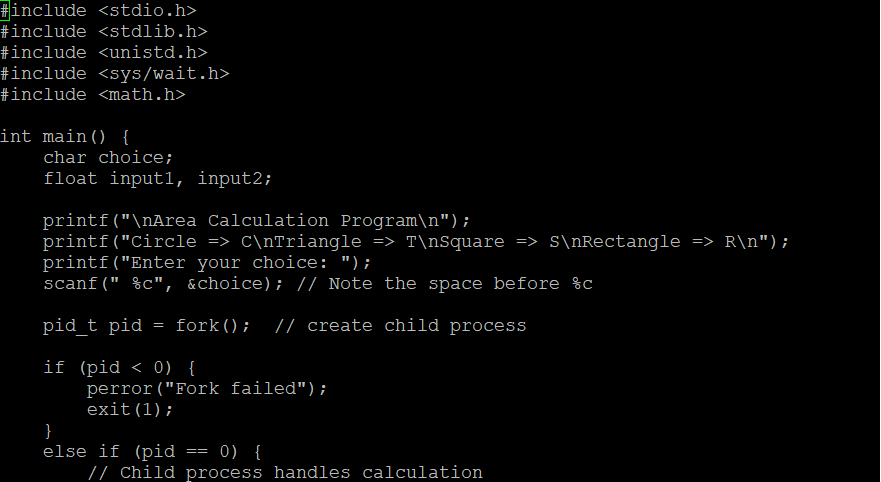 #include <stdio.h>
#include <stdlib.h>
#include <unistd.h>
#include <sys/wait.h>
#include <math.h>

int main() {
    char choice;
    float input1, input2;

    printf("\nArea Calculation Program\n");
    printf("Circle => C\nTriangle => T\nSquare => S\nRectangle => R\n");
    printf("Enter your choice: ");
    scanf(" %c", &choice); // Note the space before %c

    pid_t pid = fork();  // create child process

    if (pid < 0) {
        perror("Fork failed");
        exit(1);
    }
    else if (pid == 0) {
        // Child process handles calculation